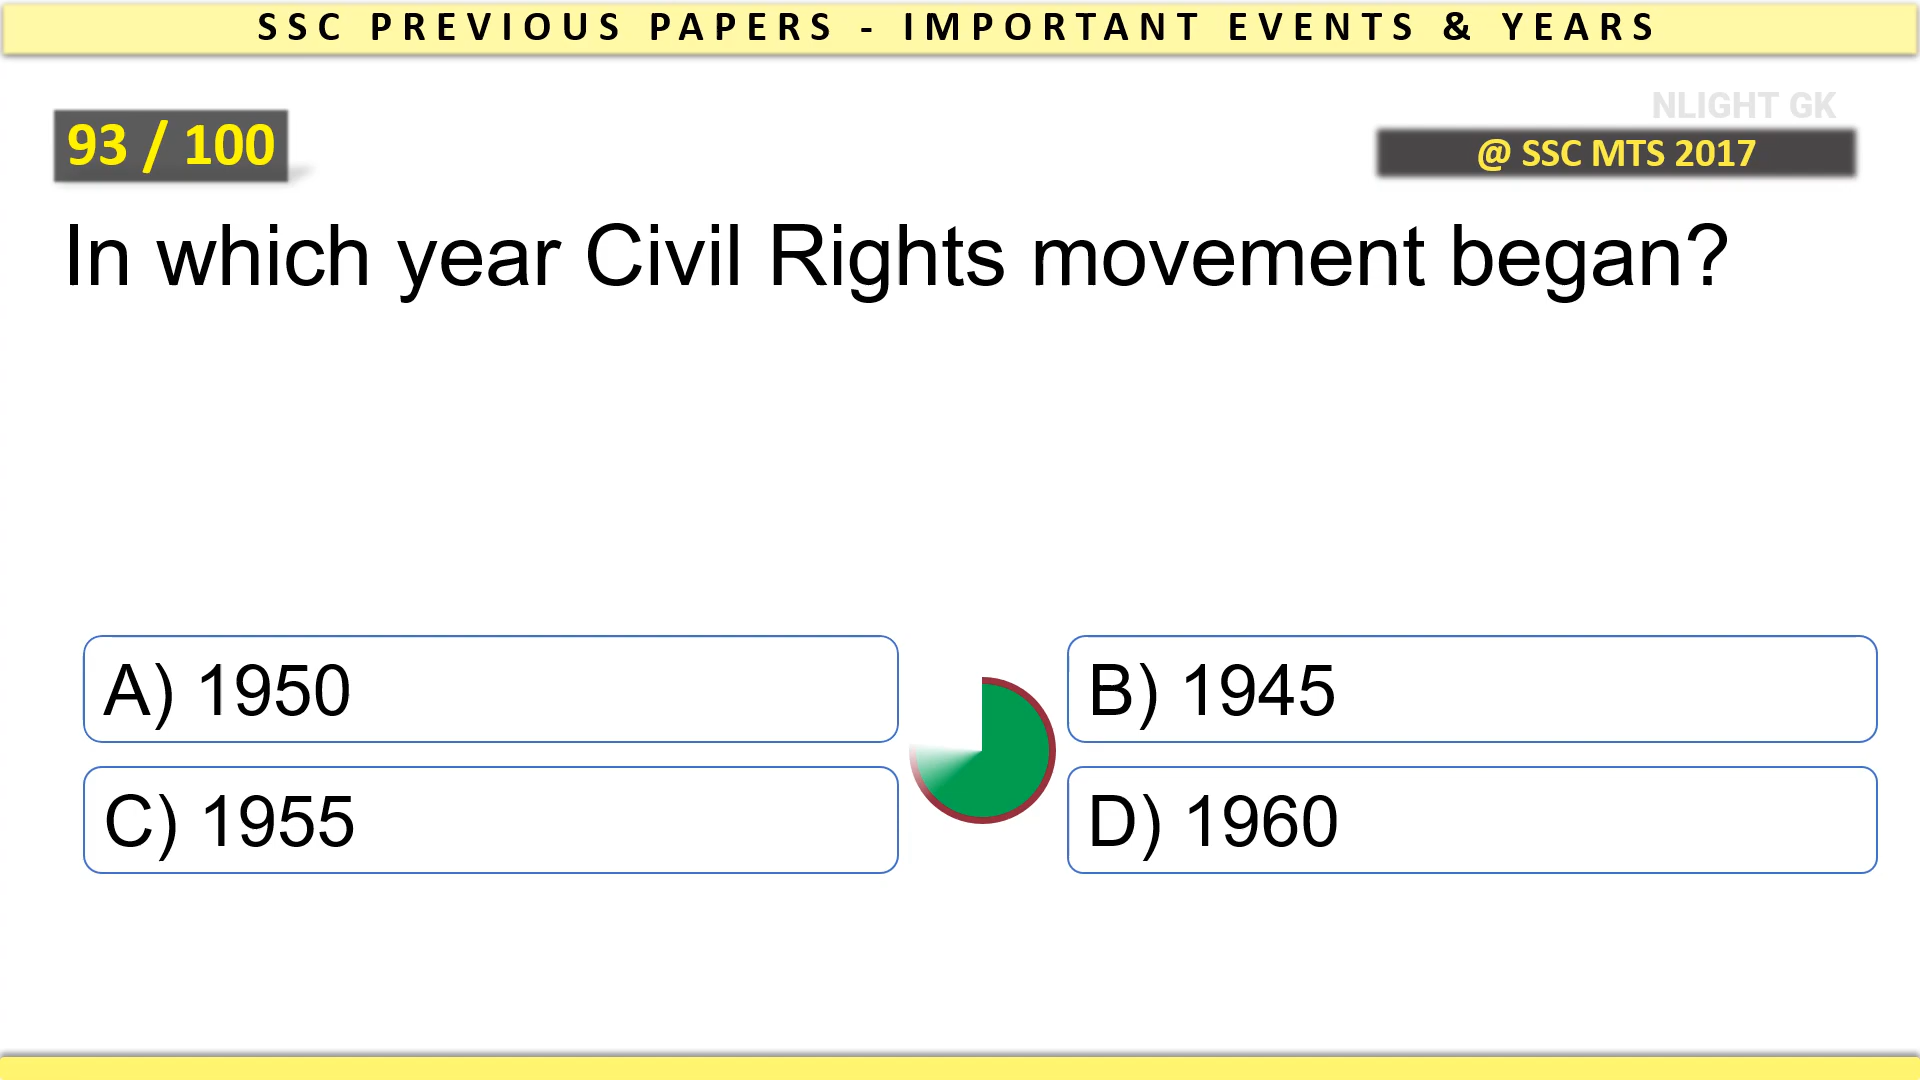 SSC PREVIOUS PAPERS - IMPORTANT EVENTS & YEARS
NLIGHT GK
93 / 100
@ SSC MTS 2017
In which year Civil Rights movement began?
A) 1950
B) 1945
C) 1955
D) 1960